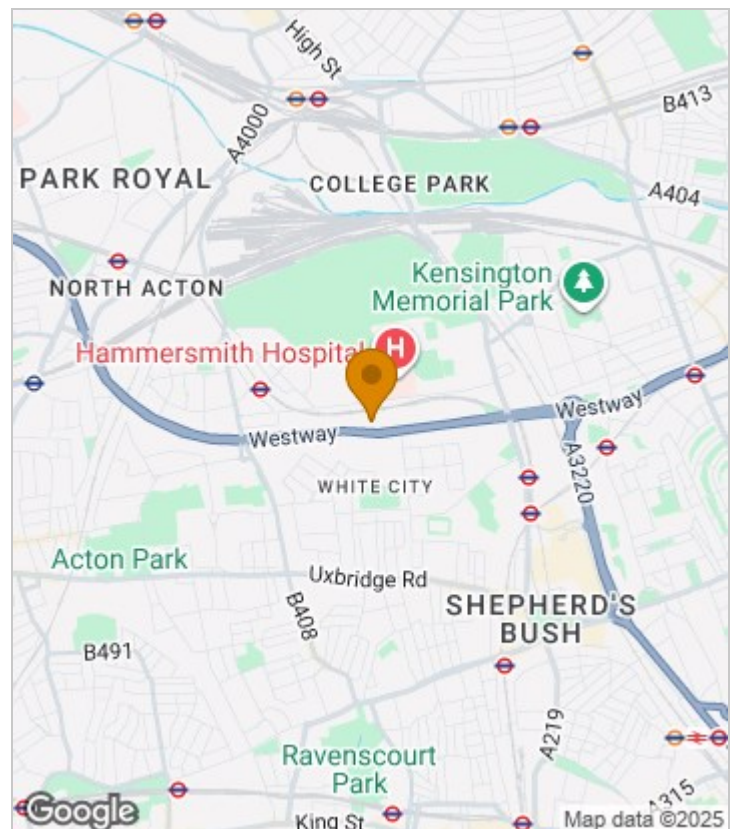 High St
B413
A4000
PARK ROYAL
COLLEGE PARK
A404
NORTH ACTON
Kensington
Memorial Park
Hammersmith Hospital
H
Westway
Westway
A3220
WHITE CITY
Acton Park
Uxbridge Rd
SHEPHERD'S
BUSH
B408
B491
A219
Ravenscourt
Park
A315
King St
Google
Map data ©2025